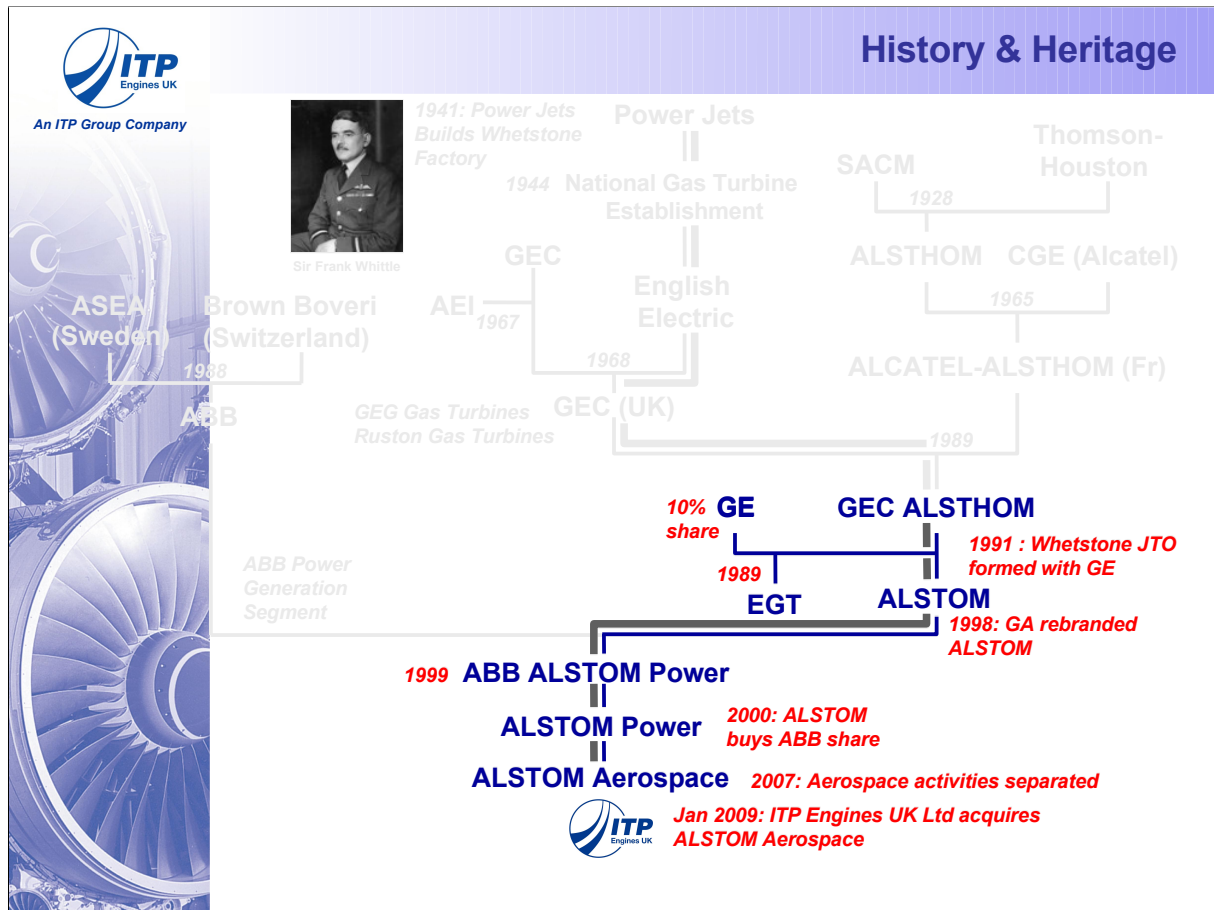 ITP
Engines UK
An ITP Group Company
History & Heritage
1941: Power Jets
Builds Whetstone
Factory
Power Jets
Thomson-
Houston
SACM
1944 National Gas Turbine
Establishment
1928
Sir Frank Whittle
GEC
ALSTHOM
CGE (Alcatel)
English
Electric
ASEA
(Sweden)
Brown Boveri
(Switzerland)
AEI
1967
1965
1988
1968
ALCATEL-ALSTHOM (Fr)
ABB
GEG Gas Turbines
Ruston Gas Turbines
GEC (UK)
1989
10%
share
GE
GEC ALSTHOM
1991 : Whetstone JTO
formed with GE
ABB Power
Generation
Segment
1989
EGT
ALSTOM
1998: GA rebranded
ALSTOM
1999 ABB ALSTOM Power
ALSTOM Power
2000: ALSTOM
buys ABB share
ALSTOM Aerospace
2007: Aerospace activities separated
ITP
Engines UK
Jan 2009: ITP Engines UK Ltd acquires
ALSTOM Aerospace